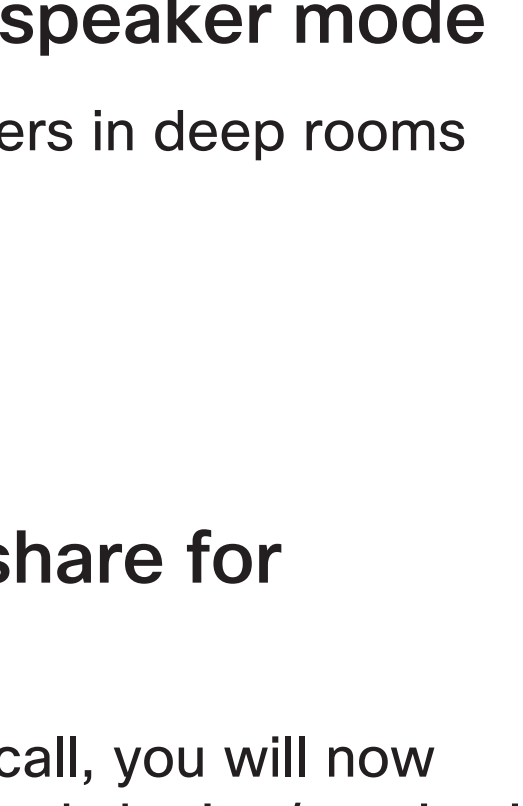 speaker mode
ers in deep rooms
share for
call, you will now